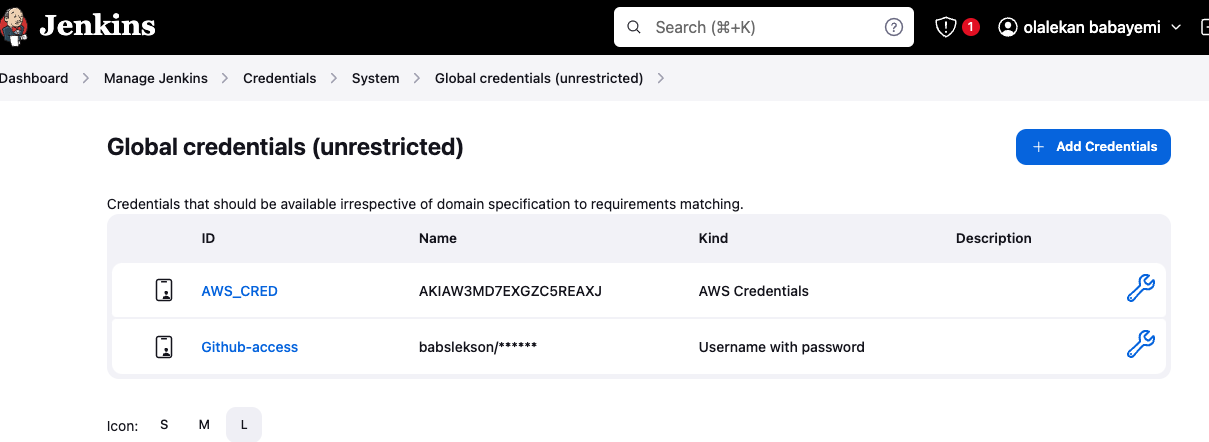 Jenkins Search (⌘+K) 1 olalekan babayemi
Dashboard Manage Jenkins Credentials System Global credentials (unrestricted)
Global credentials (unrestricted) + Add Credentials
Credentials that should be available irrespective of domain specification to requirements matching.
ID Name Kind Description
AWS_CRED AKIAW3MD7EXGZC5REAXJ AWS Credentials
Github-access babslekson/****** Username with password
Icon: S M L